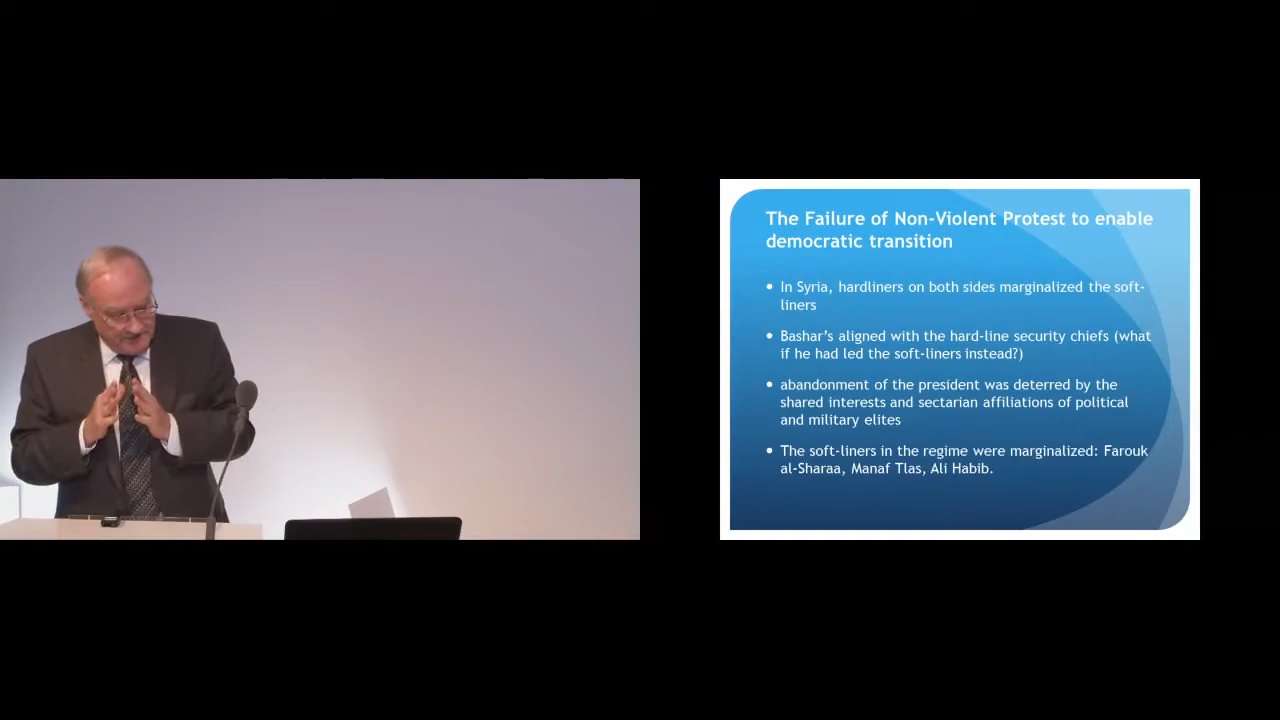 The Failure of Non-Violent Protest to enable
democratic transition
• In Syria, hardliners on both sides marginalized the soft-
liners
• Bashar’s aligned with the hard-line security chiefs (what
if he had led the soft-liners instead?)
• abandonment of the president was deterred by the
shared interests and sectarian affiliations of political
and military elites
• The soft-liners in the regime were marginalized: Farouk
al-Sharaa, Manaf Tlas, Ali Habib.